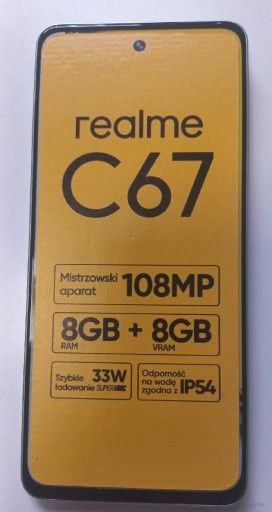 realme
C67
Mistrzowski
aparat
108MP
8GB + 8GB
RAM VRAM
Szybkie
ładowanie SUPERVOOC
33W
Odporność
na wodę
zgodna z
IP54